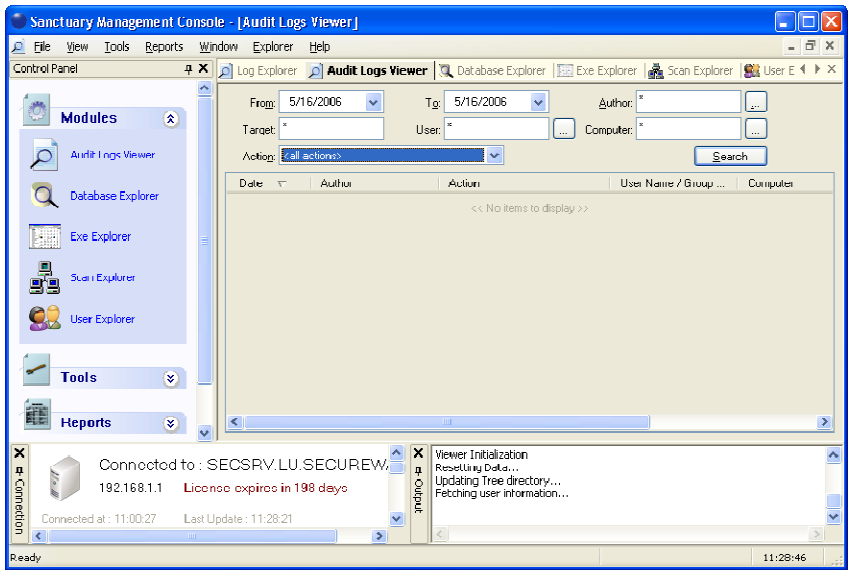 Sanctuary Management Console - [Audit Logs Viewer]
File View Tools Reports Window Explorer Help
Control Panel
Log Explorer Audit Logs Viewer Database Explorer Exe Explorer Scan Explorer User E
Modules
Audit Logs Viewer
Database Explorer
Exe Explorer
Scan Explorer
User Explorer
Tools
Reports
From: 5/16/2006 To: 5/16/2006 Author: * ...
Target: * User: * ... Computer: * ...
Action: <all actions> Search
Date Author Action User Name / Group ... Computer
<< No items to display >>
Connection
Connected to : SECSRV.LU.SECUREWA
192.168.1.1 License expires in 198 days
Connected at : 11:00:27 Last Update : 11:28:21
Output
Viewer Initialization
Resetting Data...
Updating Tree directory...
Fetching user information...
Ready 11:28:46